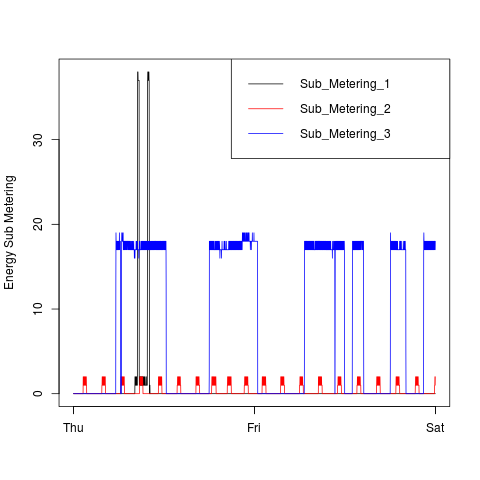 Sub_Metering_1
Sub_Metering_2
Sub_Metering_3
Energy Sub Metering
30
20
10
0
Thu Fri Sat